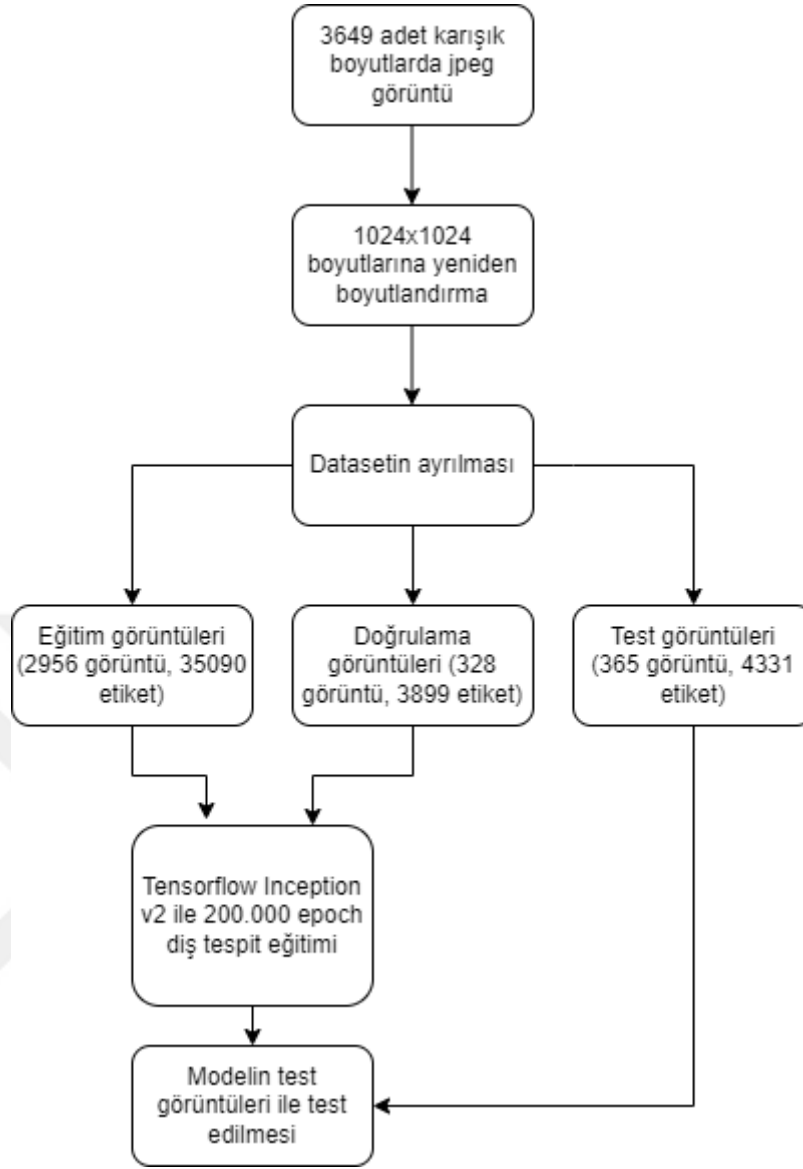 3649 adet karışık
boyutlarda jpeg
görüntü
1024x1024
boyutlarına yeniden
boyutlandırma
Datasetin ayrılması
Eğitim görüntüleri
(2956 görüntü, 35090
etiket)
Doğrulama
görüntüleri (328
görüntü, 3899 etiket)
Test görüntüleri
(365 görüntü, 4331
etiket)
Tensorflow Inception
v2 ile 200.000 epoch
diş tespit eğitimi
Modelin test
görüntüleri ile test
edilmesi